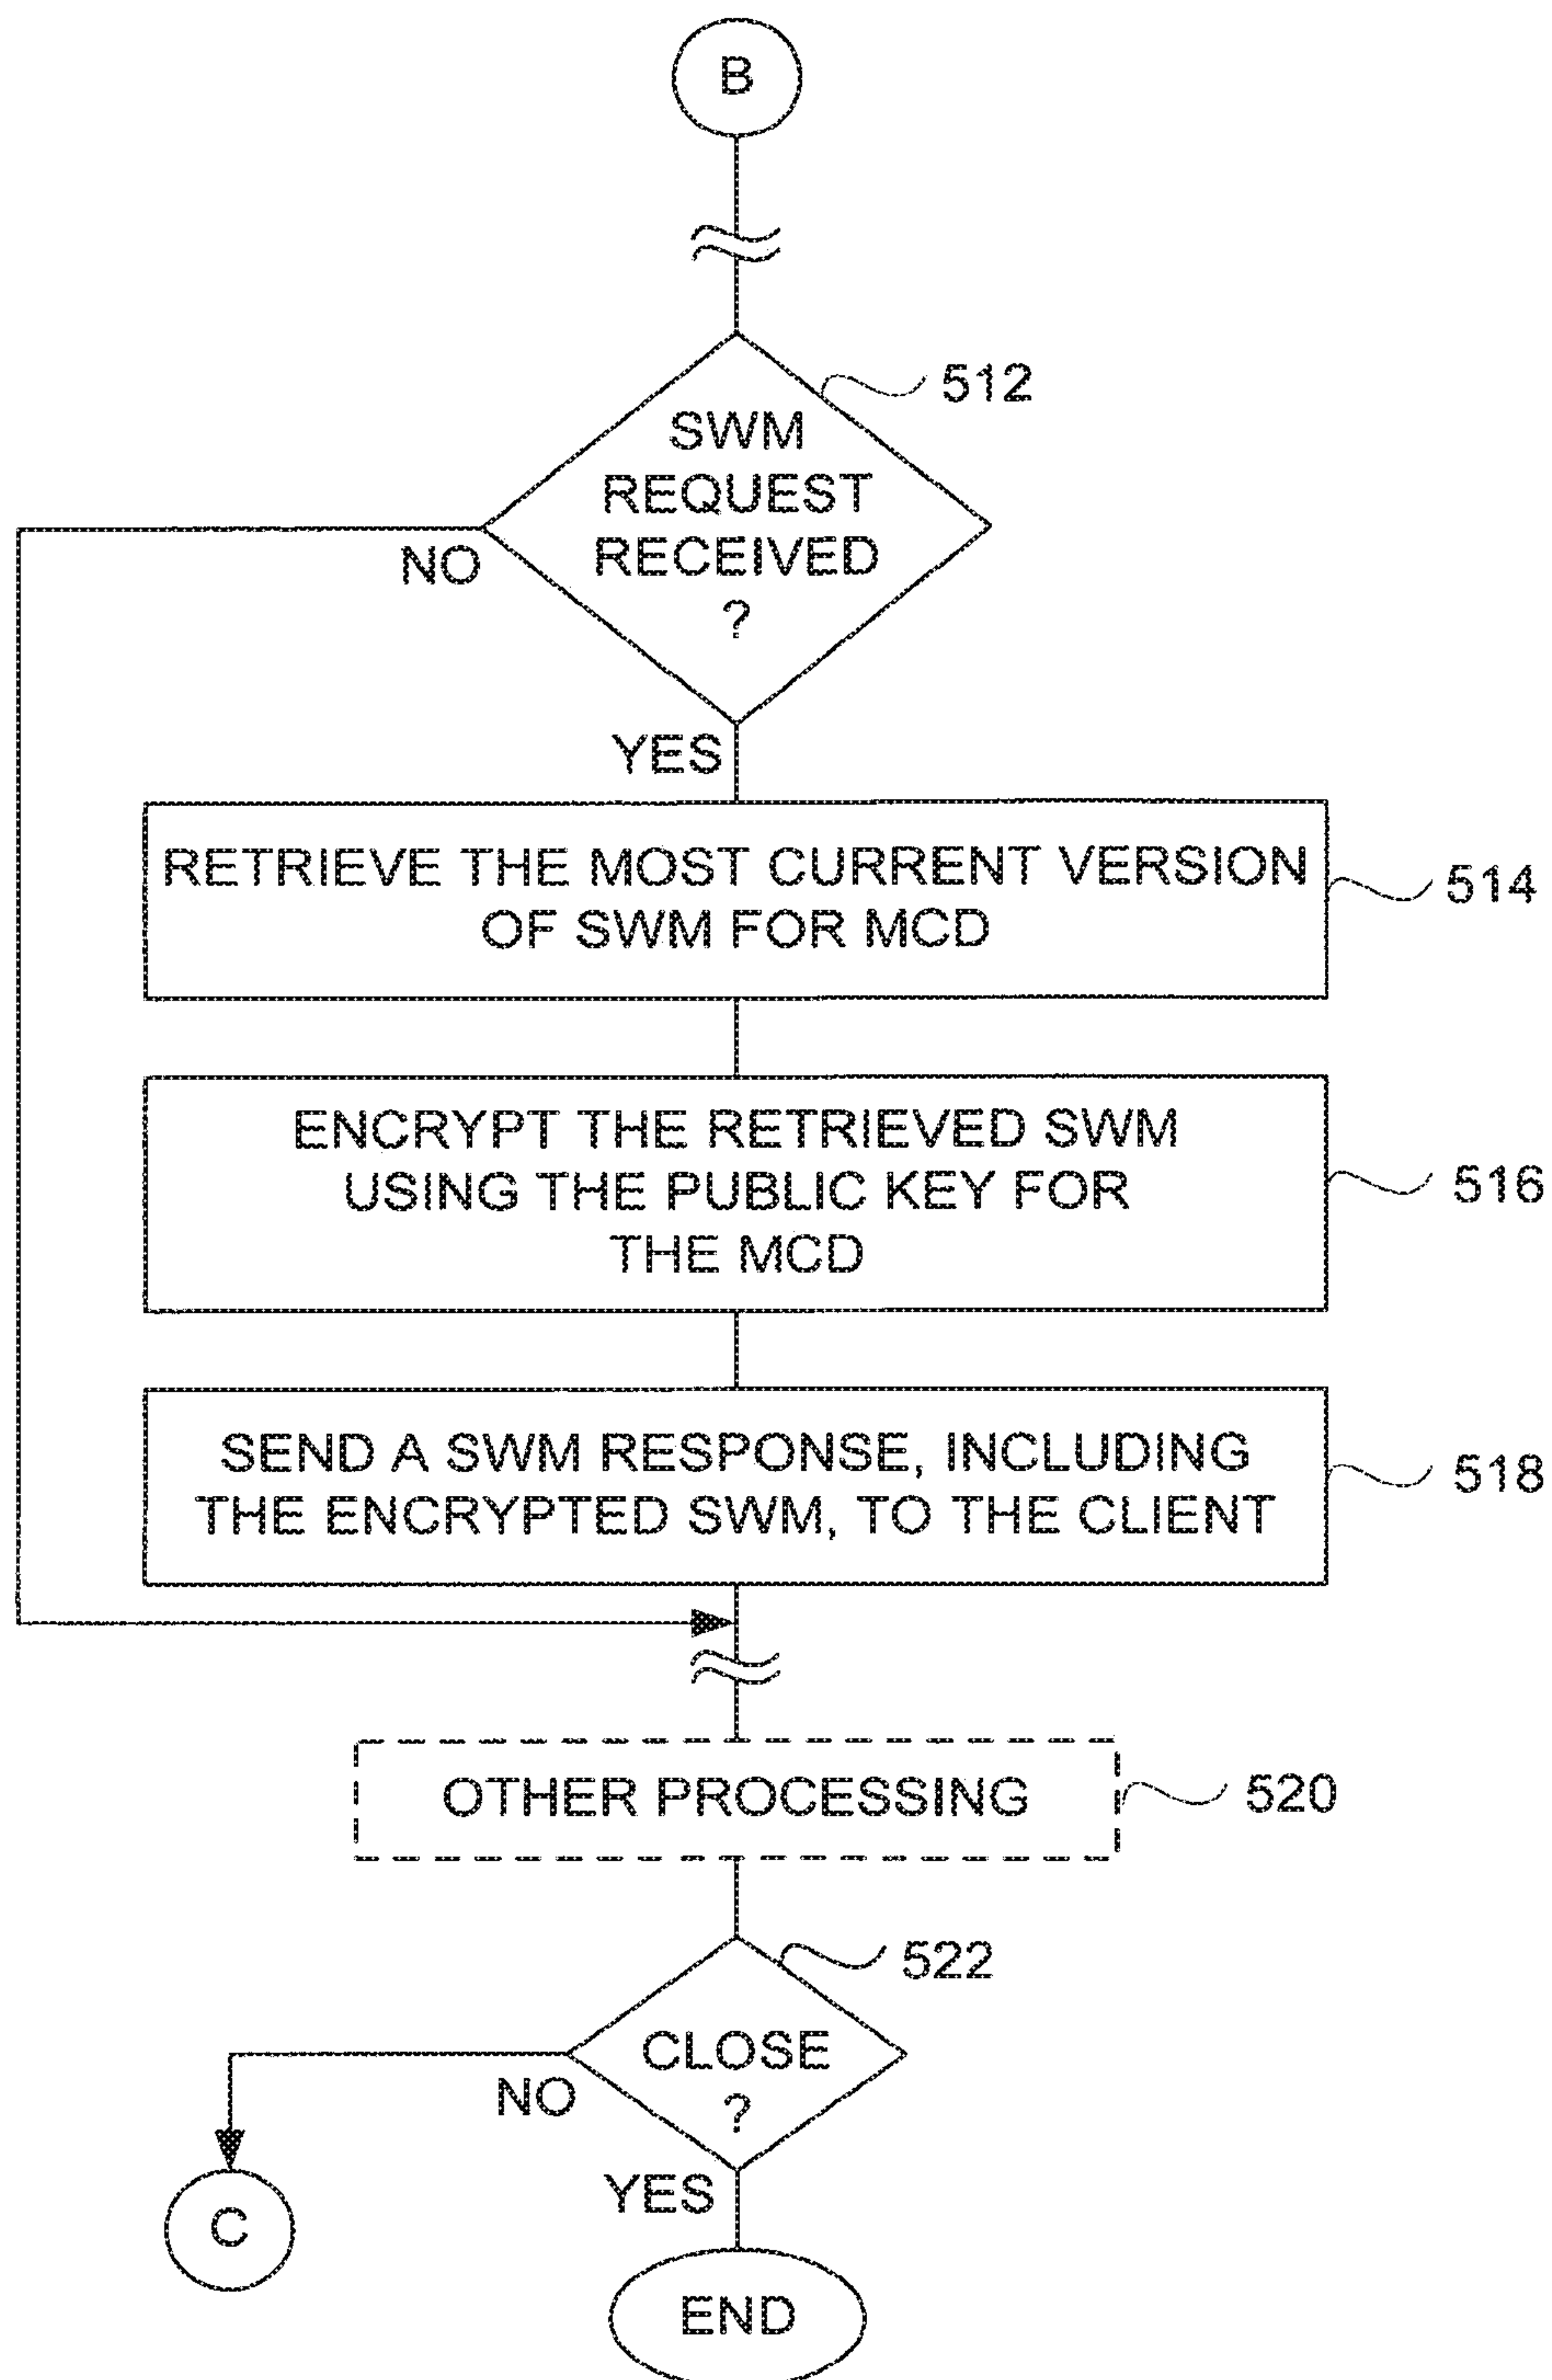 B
512
SWM
REQUEST
RECEIVED
?
NO
YES
RETRIEVE THE MOST CURRENT VERSION
OF SWM FOR MCD
514
ENCRYPT THE RETRIEVED SWM
USING THE PUBLIC KEY FOR
THE MCD
516
SEND A SWM RESPONSE, INCLUDING
THE ENCRYPTED SWM, TO THE CLIENT
518
OTHER PROCESSING
520
522
CLOSE
?
NO
YES
C
END